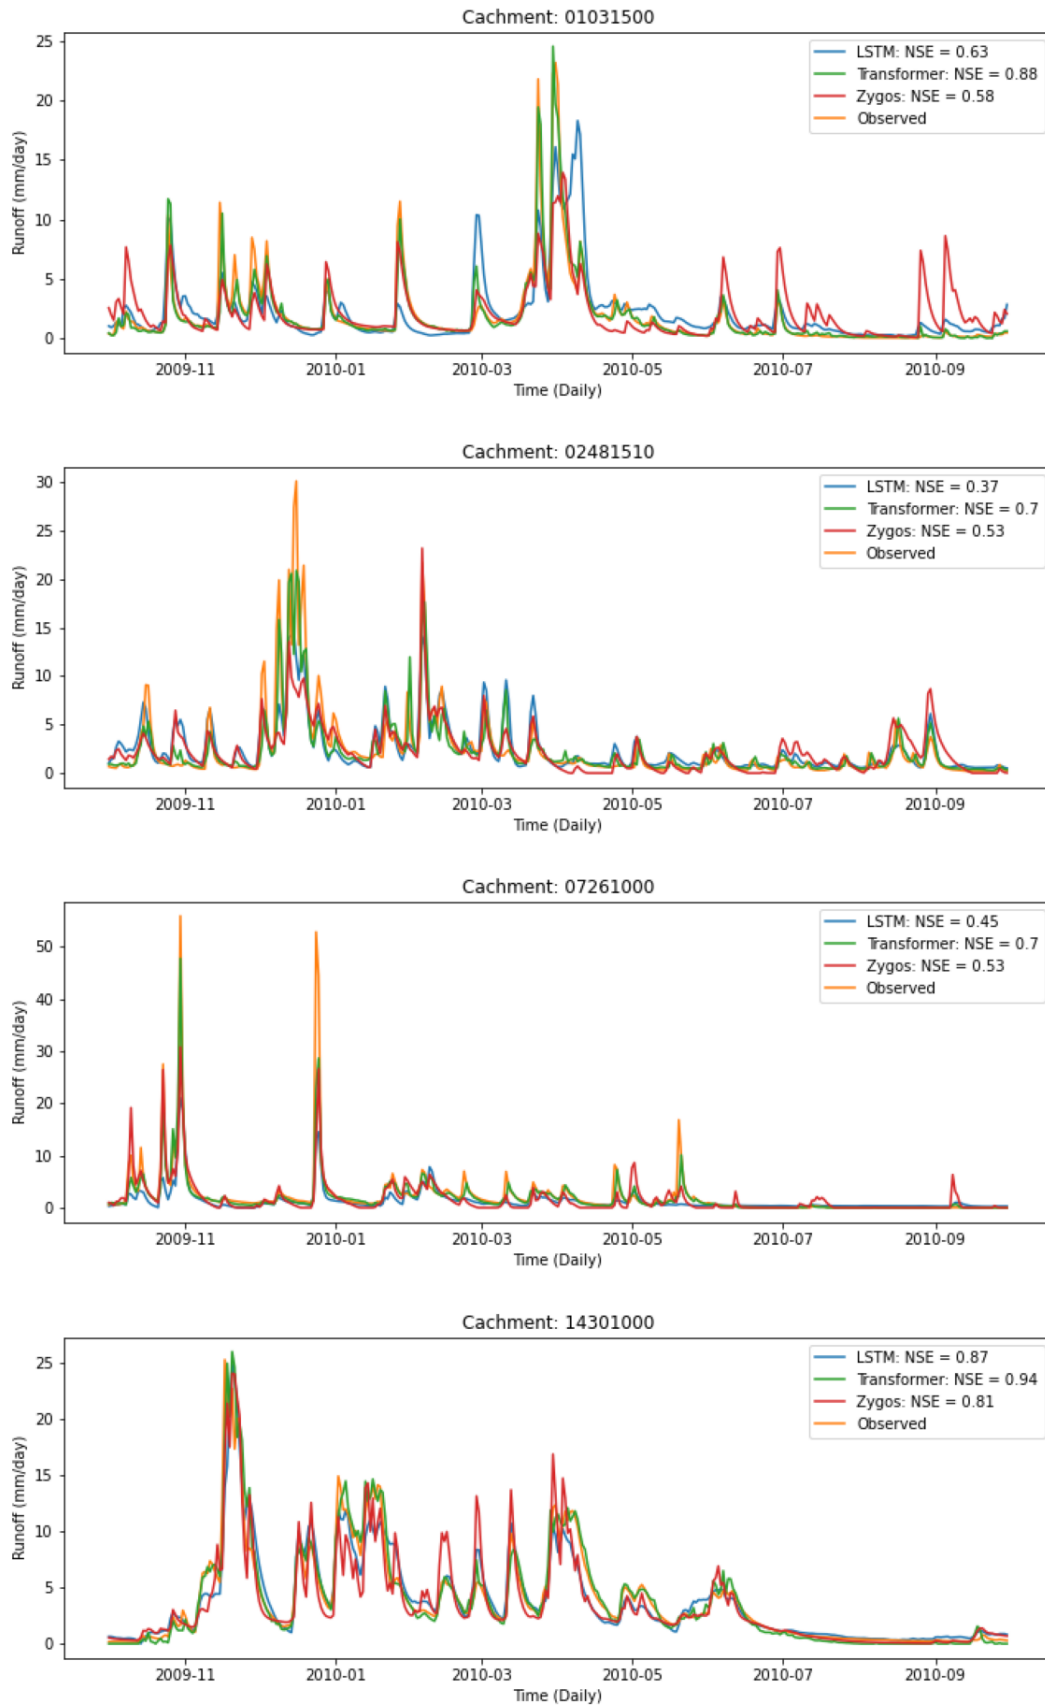 Cachment: 01031500
25
20
15
10
5
0
Runoff (mm/day)
LSTM: NSE = 0.63
Transformer: NSE = 0.88
Zygos: NSE = 0.58
Observed
2009-11 2010-01 2010-03 2010-05 2010-07 2010-09
Time (Daily)
Cachment: 02481510
30
25
20
15
10
5
0
Runoff (mm/day)
LSTM: NSE = 0.37
Transformer: NSE = 0.7
Zygos: NSE = 0.53
Observed
2009-11 2010-01 2010-03 2010-05 2010-07 2010-09
Time (Daily)
Cachment: 07261000
50
40
30
20
10
0
Runoff (mm/day)
LSTM: NSE = 0.45
Transformer: NSE = 0.7
Zygos: NSE = 0.53
Observed
2009-11 2010-01 2010-03 2010-05 2010-07 2010-09
Time (Daily)
Cachment: 14301000
25
20
15
10
5
0
Runoff (mm/day)
LSTM: NSE = 0.87
Transformer: NSE = 0.94
Zygos: NSE = 0.81
Observed
2009-11 2010-01 2010-03 2010-05 2010-07 2010-09
Time (Daily)